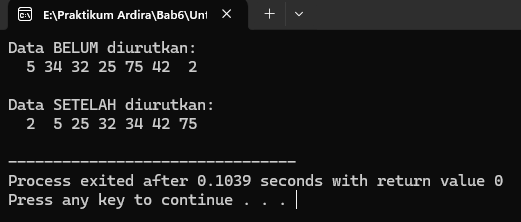 E:\Praktikum Ardira\Bab6\Unt
Data BELUM diurutkan:
  5 34 32 25 75 42  2
Data SETELAH diurutkan:
  2  5 25 32 34 42 75
--------------------------------
Process exited after 0.1039 seconds with return value 0
Press any key to continue . . .